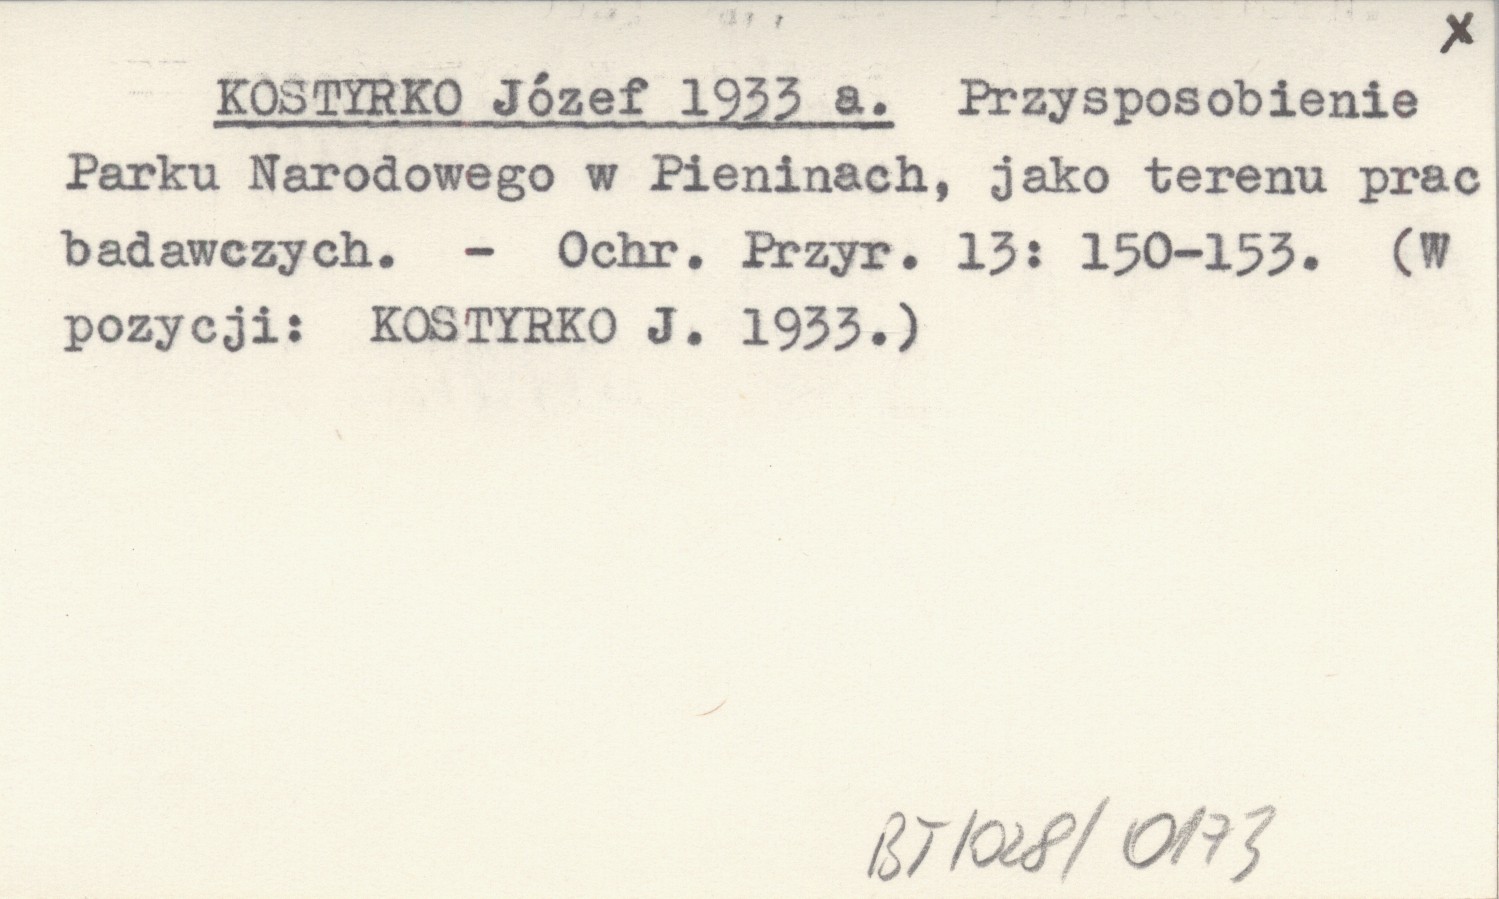 x
KOSTYRKO Józef 1933 a. Przysposobienie
Parku Narodowego w Pieninach, jako terenu prac
badawczych. - Ochr. Przyr. 13: 150-153. (W
pozycji: KOSTYRKO J. 1933.)
BT1028/0173